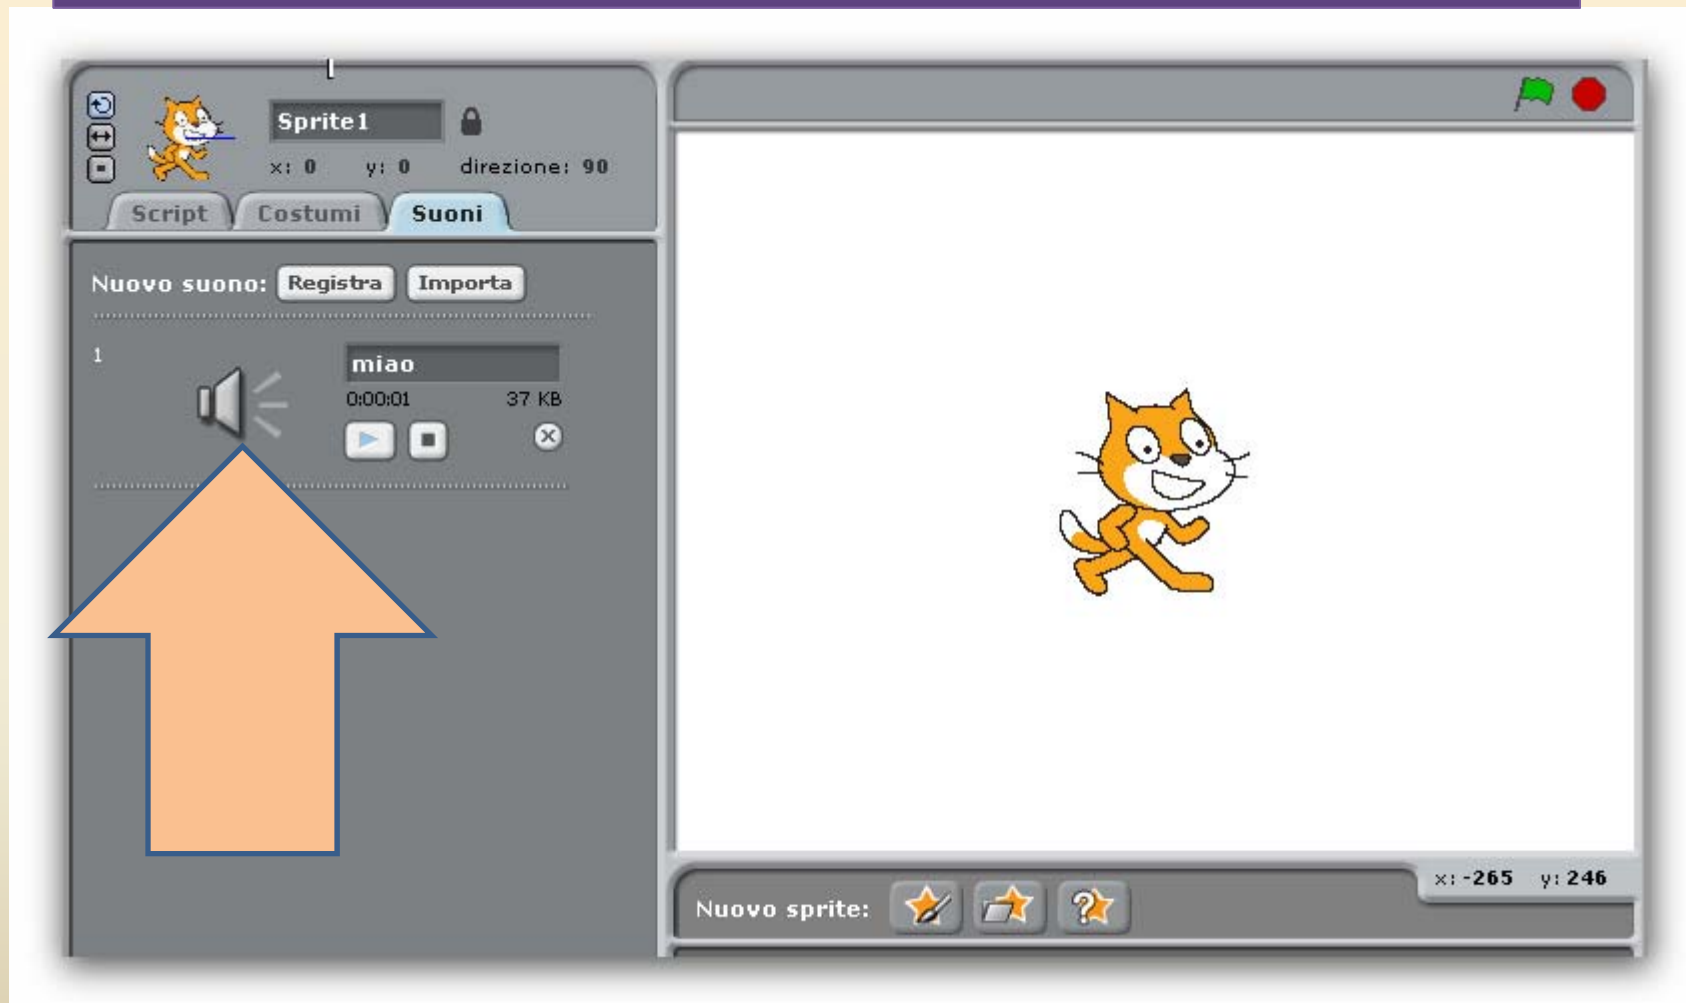 Sprite1
x: 0 y: 0 direzione: 90
Script Costumi Suoni
Nuovo suono: Registra Importa
1
miao
0:00:01 37 KB
x: -265 y: 246
Nuovo sprite: